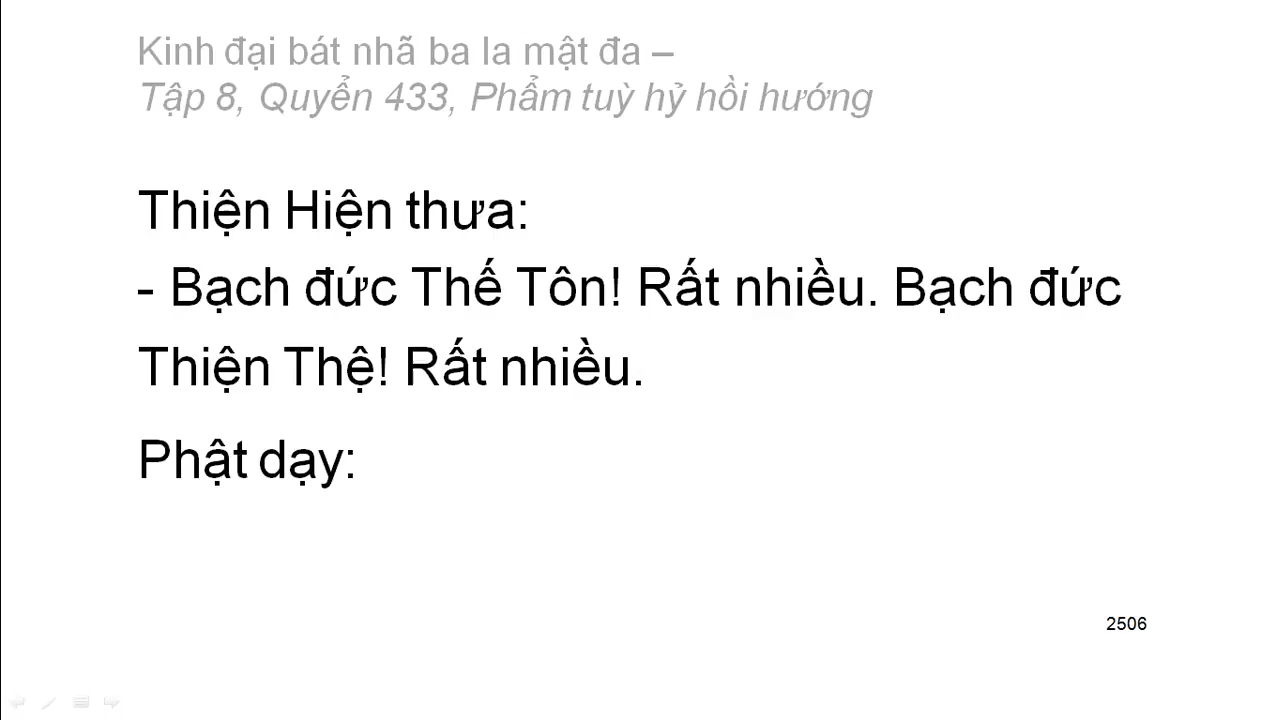 Kinh đại bát nhã ba la mật đa –
Tập 8, Quyển 433, Phẩm tuỳ hỷ hồi hướng
Thiện Hiện thưa:
- Bạch đức Thế Tôn! Rất nhiều. Bạch đức
Thiện Thệ! Rất nhiều.
Phật dạy:
2506